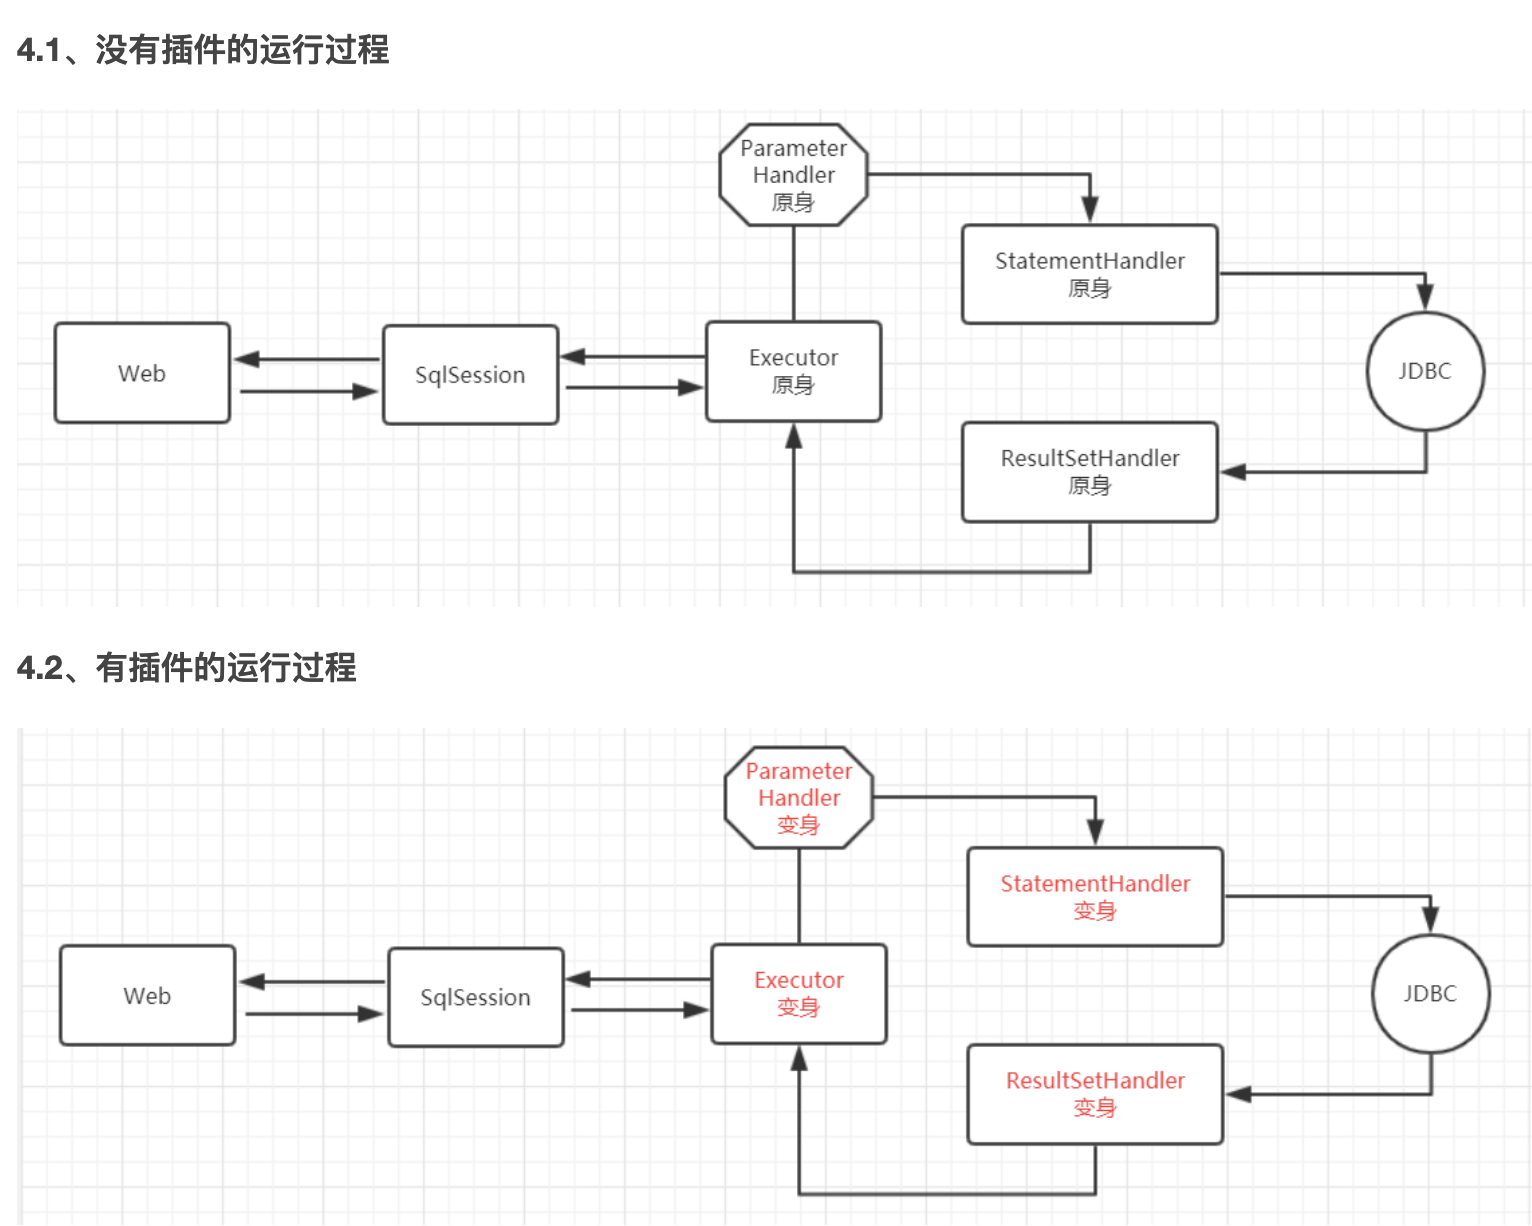 4.1、没有插件的运行过程
Parameter
Handler
原身
StatementHandler
原身
Web
SqlSession
Executor
原身
JDBC
ResultSetHandler
原身
4.2、有插件的运行过程
Parameter
Handler
变身
StatementHandler
变身
Web
SqlSession
Executor
变身
JDBC
ResultSetHandler
变身